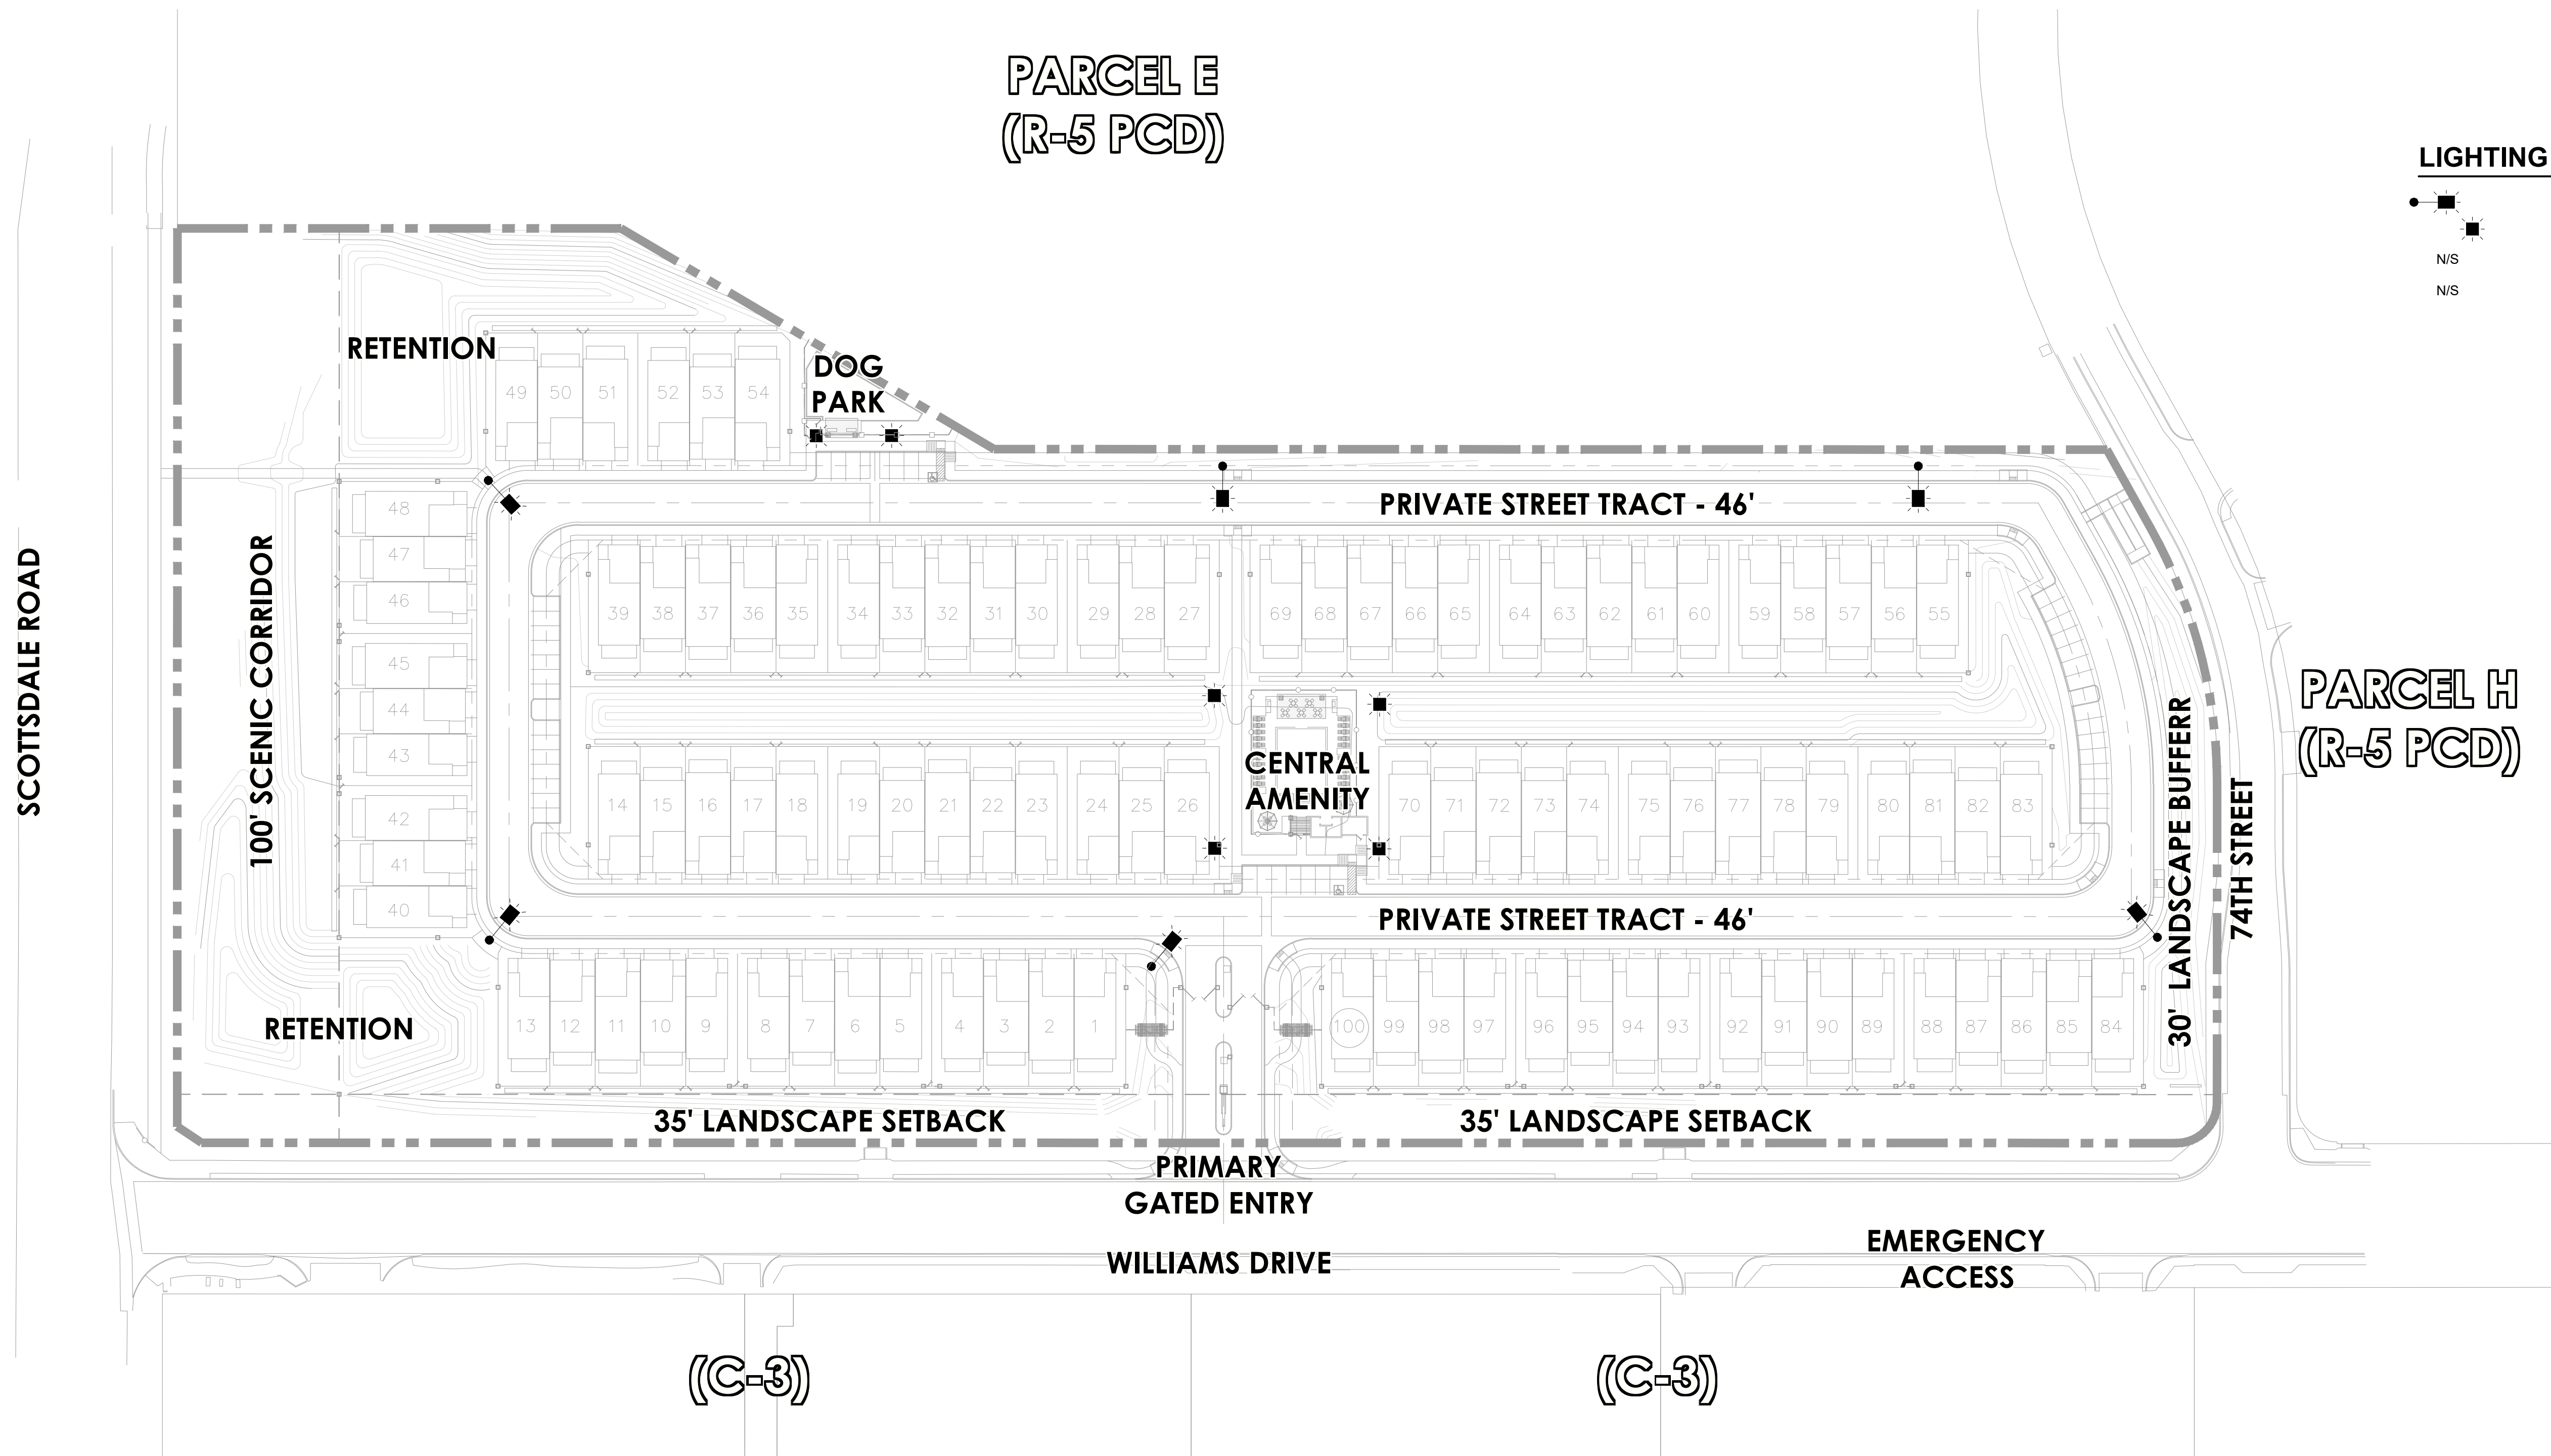 PARCEL E
(R-5 PCD)
LIGHTING
N/S
N/S
RETENTION
DOG
PARK
49 50 51 52 53 54
PRIVATE STREET TRACT - 46'
SCOTTSDALE ROAD
100' SCENIC CORRIDOR
48
47
46
45
44
43
42
41
40
39 38 37 36 35 34 33 32 31 30 29 28 27 69 68 67 66 65 64 63 62 61 60 59 58 57 56 55
PARCEL H
(R-5 PCD)
CENTRAL
AMENITY
14 15 16 17 18 19 20 21 22 23 24 25 26 70 71 72 73 74 75 76 77 78 79 80 81 82 83
30' LANDSCAPE BUFFERR
74TH STREET
PRIVATE STREET TRACT - 46'
RETENTION
13 12 11 10 9 8 7 6 5 4 3 2 1 100 99 98 97 96 95 94 93 92 91 90 89 88 87 86 85 84
35' LANDSCAPE SETBACK
35' LANDSCAPE SETBACK
PRIMARY
GATED ENTRY
WILLIAMS DRIVE
EMERGENCY
ACCESS
(C-3)
(C-3)